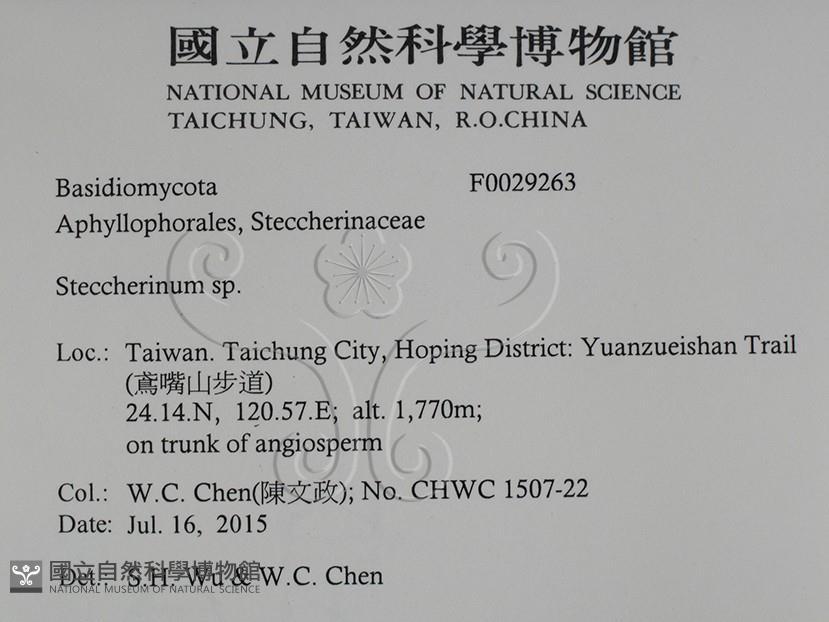 國立自然科學博物館
NATIONAL MUSEUM OF NATURAL SCIENCE
TAICHUNG, TAIWAN, R.O.CHINA
Basidiomycota F0029263
Aphyllophorales, Steccherinaceae
Steccherinum sp.
Loc.: Taiwan. Taichung City, Hoping District: Yuanzueishan Trail
(鳶嘴山步道)
24.14.N, 120.57.E; alt. 1,770m;
on trunk of angiosperm
Col.: W.C. Chen(陳文政); No. CHWC 1507-22
Date: Jul. 16, 2015
Det.: S.H. Wu & W.C. Chen
國立自然科學博物館
NATIONAL MUSEUM OF NATURAL SCIENCE